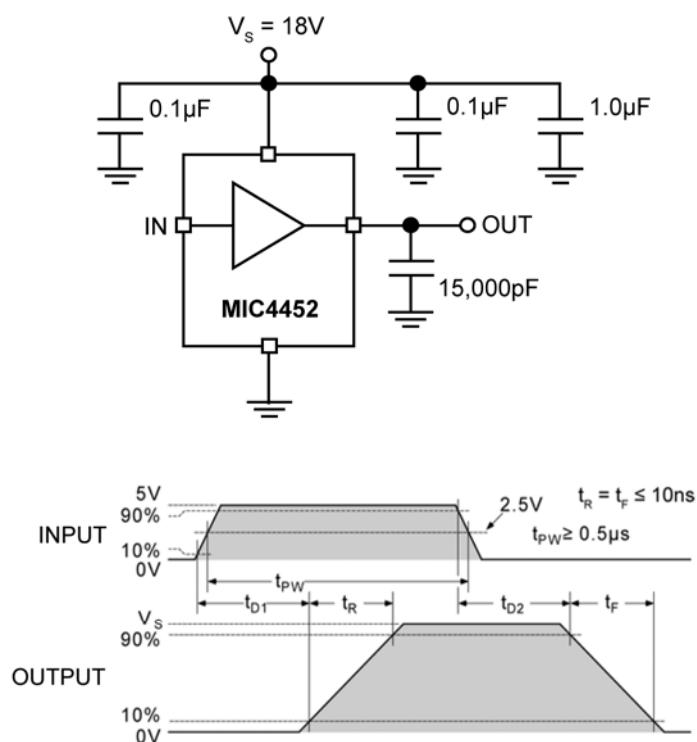 V_S = 18V
0.1µF
0.1µF
1.0µF
IN
OUT
15,000pF
MIC4452
INPUT
5V
90%
10%
0V
2.5V
t_R = t_F ≤ 10ns
t_PW ≥ 0.5µs
t_PW
t_D1
t_R
t_D2
t_F
OUTPUT
V_S
90%
10%
0V